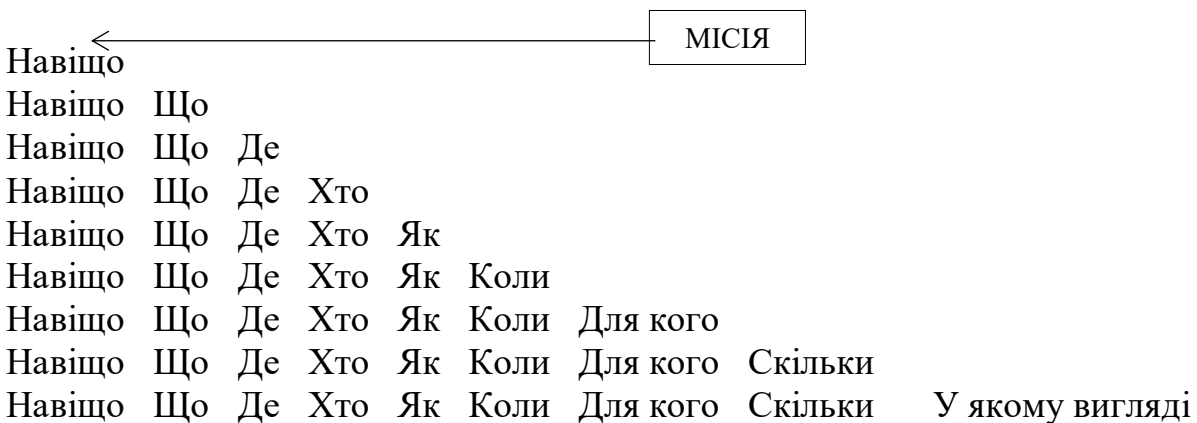 МІСІЯ
Навіщо
Навіщо Що
Навіщо Що Де
Навіщо Що Де Хто
Навіщо Що Де Хто Як
Навіщо Що Де Хто Як Коли
Навіщо Що Де Хто Як Коли Для кого
Навіщо Що Де Хто Як Коли Для кого Скільки
Навіщо Що Де Хто Як Коли Для кого Скільки У якому вигляді